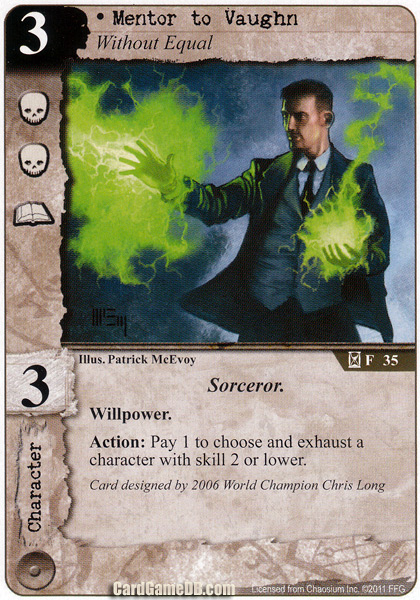 3
• Mentor to Vaughn
Without Equal
Illus. Patrick McEvoy
F 35
3
Sorceror.
Willpower.
Action: Pay 1 to choose and exhaust a
character with skill 2 or lower.
Card designed by 2006 World Champion Chris Long
Character
CardGameDB.com
Licensed from Chaosium Inc. ©2011 FFG